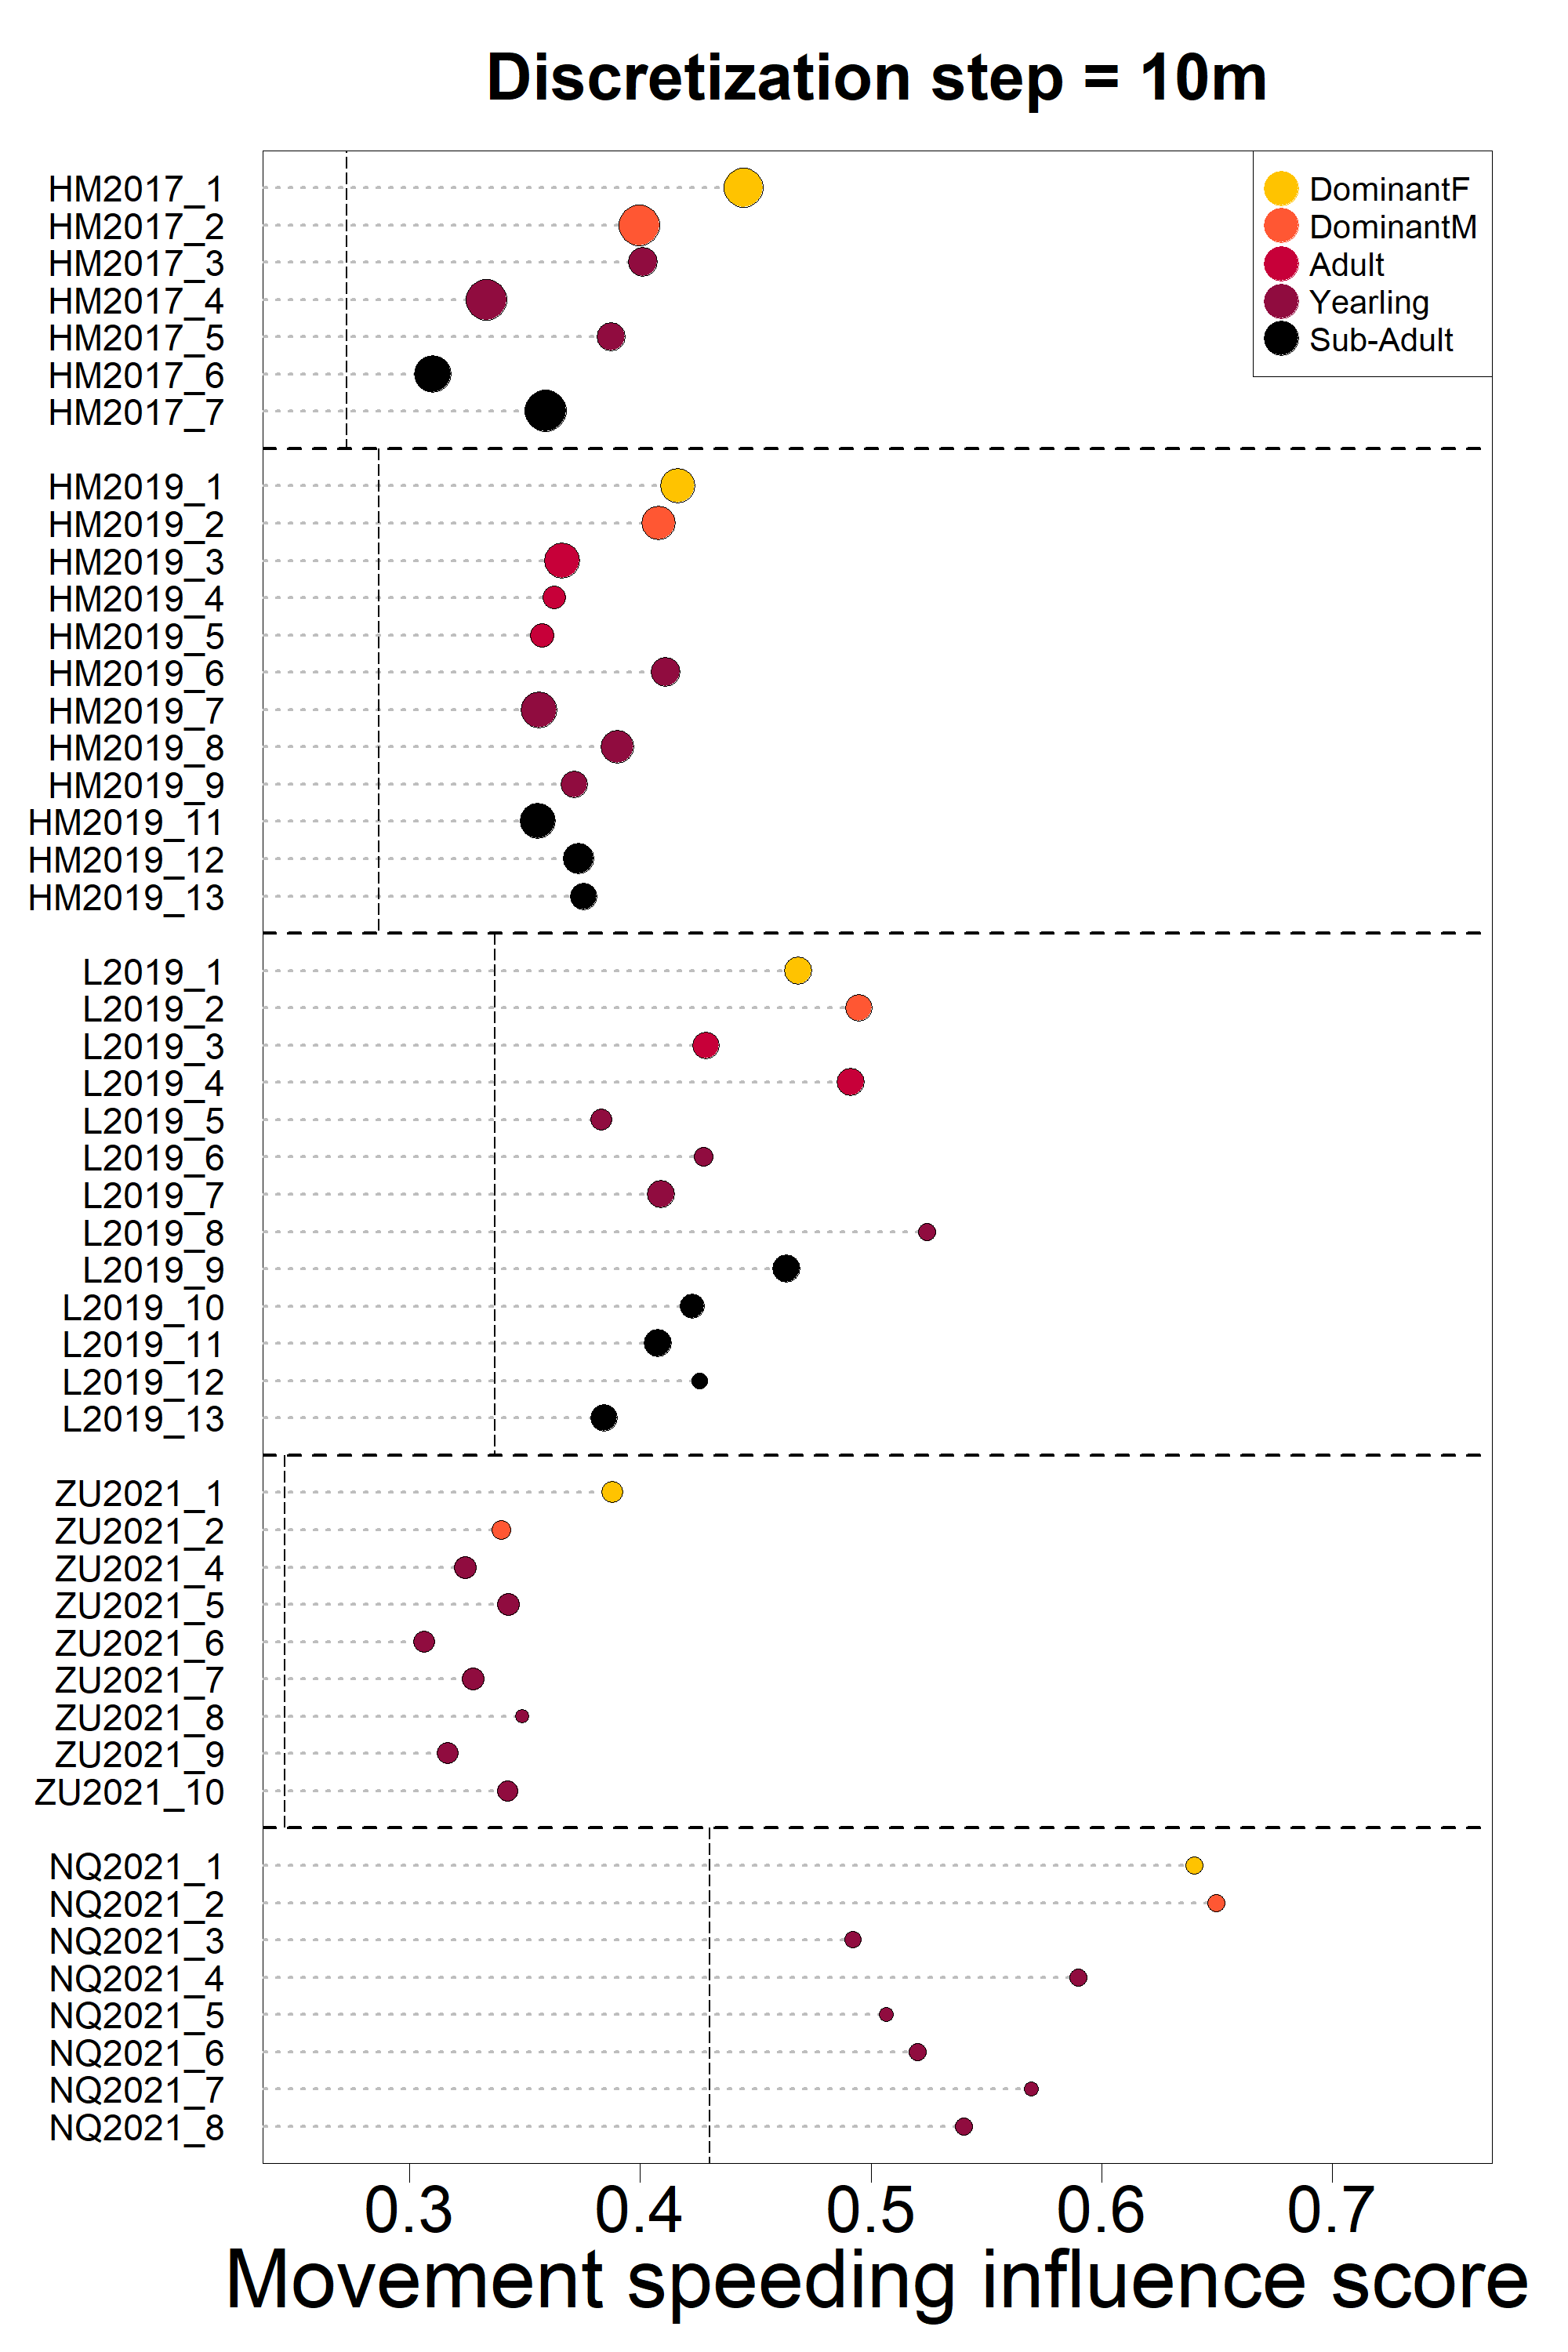 Discretization step = 10m
DominantF
DominantM
Adult
Yearling
Sub-Adult
HM2017_1
HM2017_2
HM2017_3
HM2017_4
HM2017_5
HM2017_6
HM2017_7
HM2019_1
HM2019_2
HM2019_3
HM2019_4
HM2019_5
HM2019_6
HM2019_7
HM2019_8
HM2019_9
HM2019_11
HM2019_12
HM2019_13
L2019_1
L2019_2
L2019_3
L2019_4
L2019_5
L2019_6
L2019_7
L2019_8
L2019_9
L2019_10
L2019_11
L2019_12
L2019_13
ZU2021_1
ZU2021_2
ZU2021_4
ZU2021_5
ZU2021_6
ZU2021_7
ZU2021_8
ZU2021_9
ZU2021_10
NQ2021_1
NQ2021_2
NQ2021_3
NQ2021_4
NQ2021_5
NQ2021_6
NQ2021_7
NQ2021_8
0.3 0.4 0.5 0.6 0.7
Movement speeding influence score